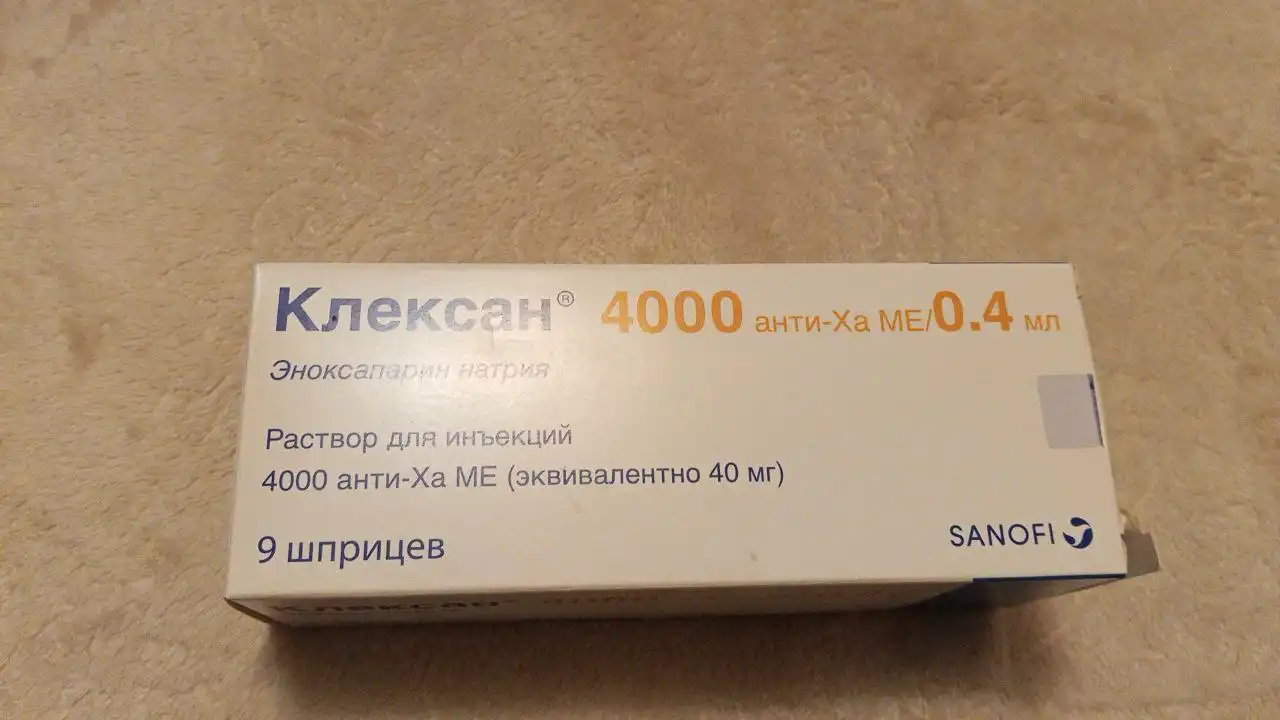 Клексан® 4000 анти-Ха МЕ/0.4 мл
Эноксапарин натрия
Раствор для инъекций
4000 анти-Ха МЕ (эквивалентно 40 мг)
9 шприцев
SANOFI
Клексан®